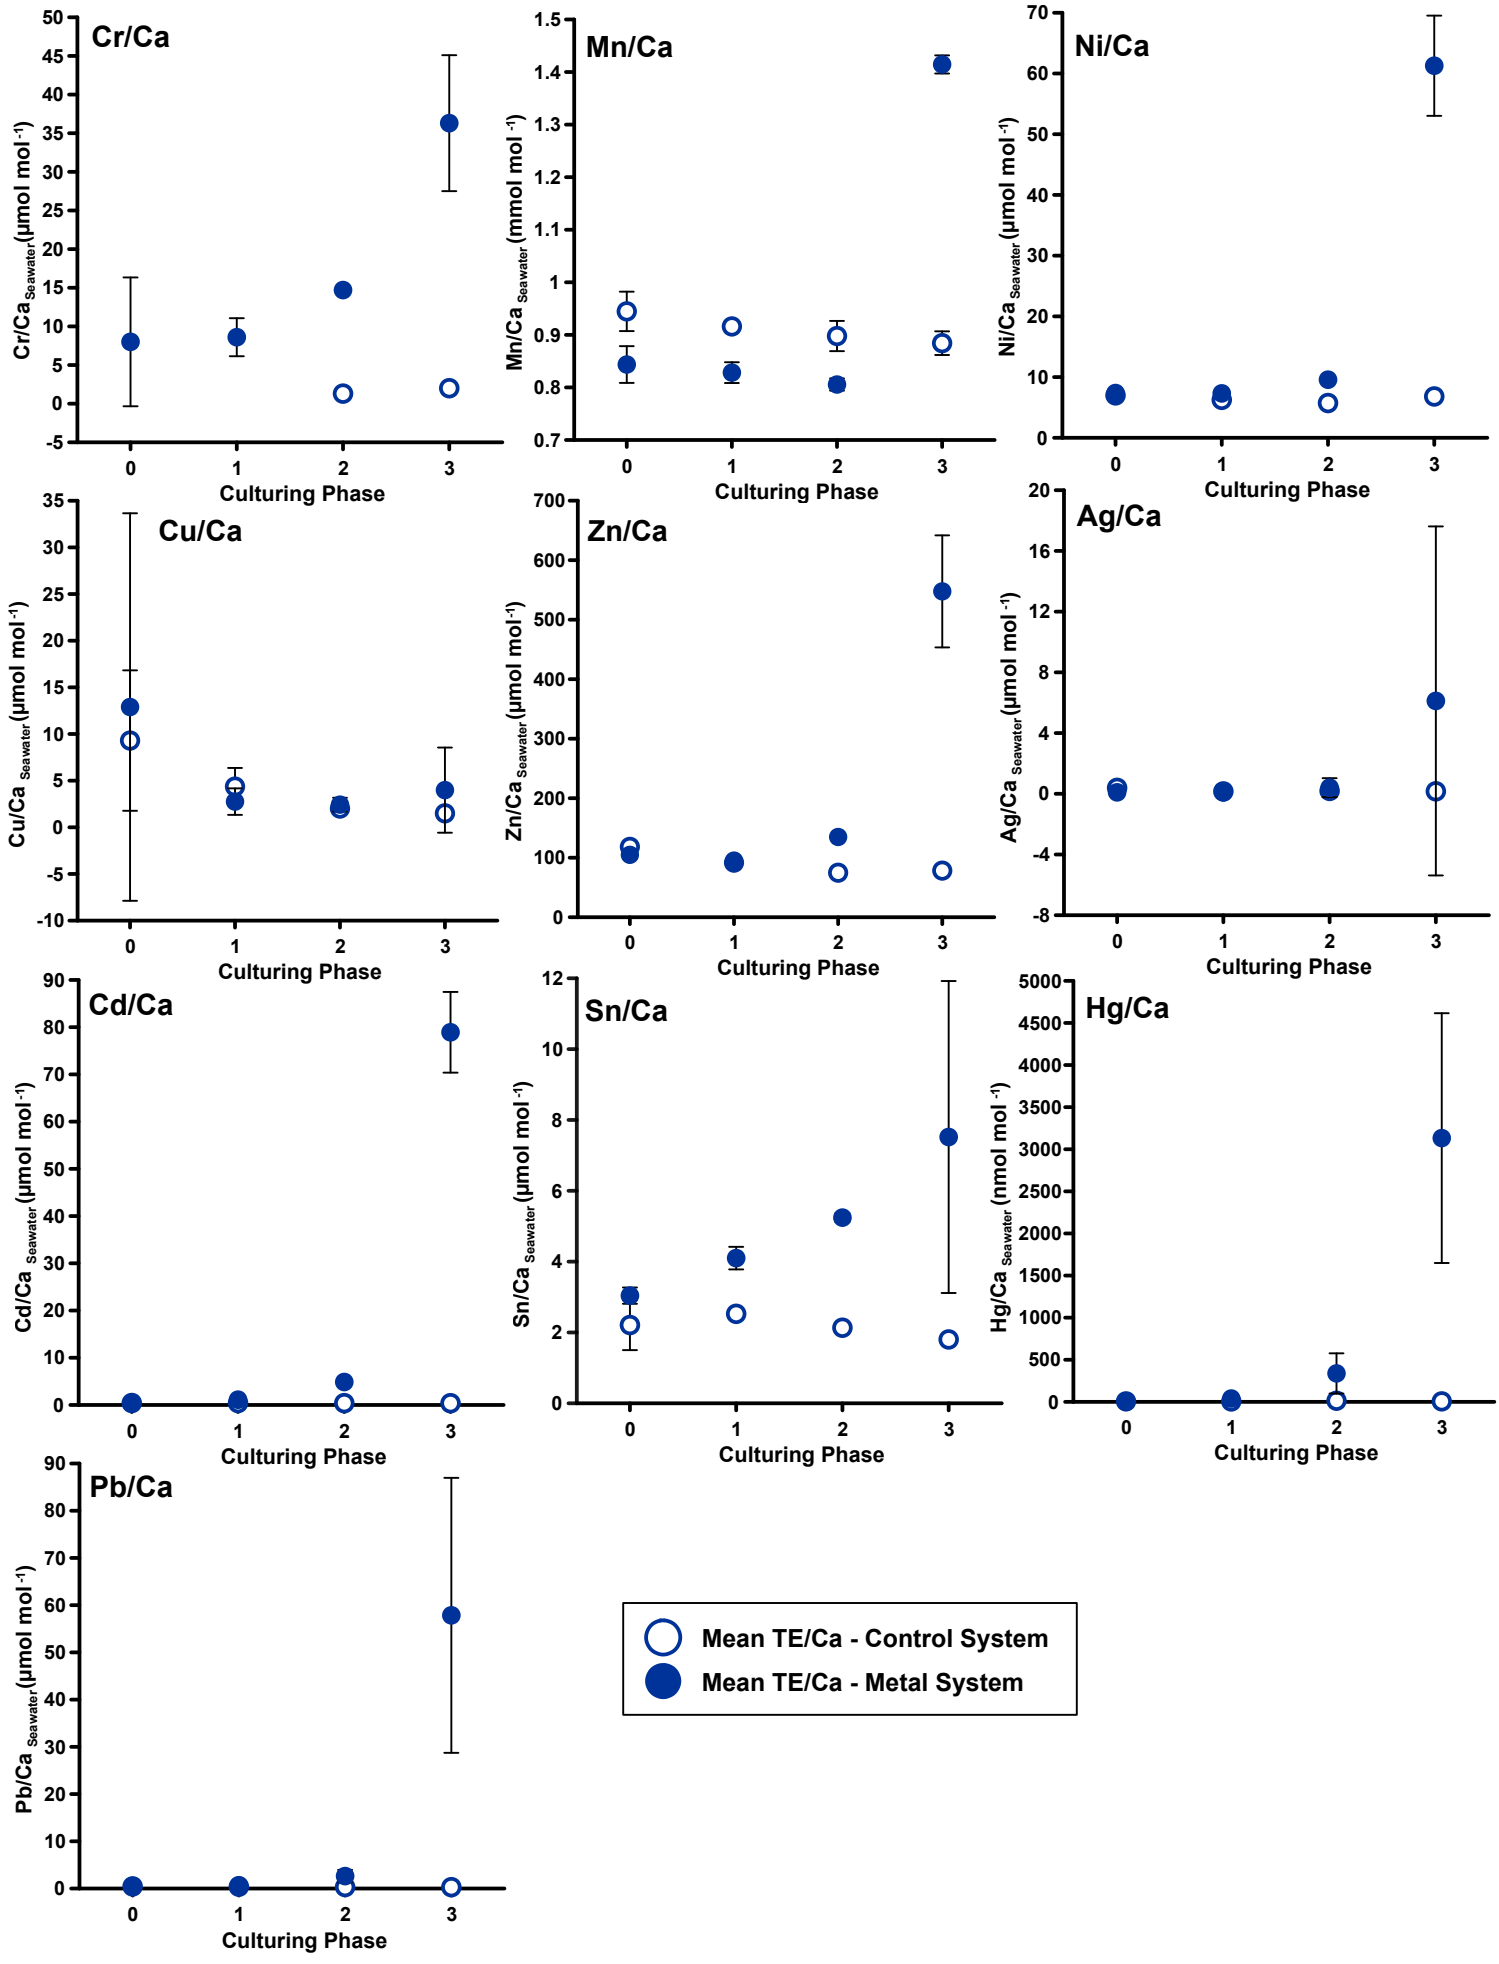 Cr/Ca
Cr/Ca Seawater (µmol mol⁻¹)
50
45
40
35
30
25
20
15
10
5
0
-5
0 1 2 3
Culturing Phase
Mn/Ca
Mn/Ca Seawater (mmol mol⁻¹)
1.5
1.4
1.3
1.2
1.1
1
0.9
0.8
0.7
0 1 2 3
Culturing Phase
Ni/Ca
Ni/Ca Seawater (µmol mol⁻¹)
70
60
50
40
30
20
10
0
0 1 2 3
Culturing Phase
Cu/Ca
Cu/Ca Seawater (µmol mol⁻¹)
35
30
25
20
15
10
5
0
-5
-10
0 1 2 3
Culturing Phase
Zn/Ca
Zn/Ca Seawater (µmol mol⁻¹)
700
600
500
400
300
200
100
0
0 1 2 3
Culturing Phase
Ag/Ca
Ag/Ca Seawater (µmol mol⁻¹)
20
16
12
8
4
0
-4
-8
0 1 2 3
Culturing Phase
Cd/Ca
Cd/Ca Seawater (µmol mol⁻¹)
90
80
70
60
50
40
30
20
10
0
0 1 2 3
Culturing Phase
Sn/Ca
Sn/Ca Seawater (µmol mol⁻¹)
12
10
8
6
4
2
0
0 1 2 3
Culturing Phase
Hg/Ca
Hg/Ca Seawater (nmol mol⁻¹)
5000
4500
4000
3500
3000
2500
2000
1500
1000
500
0
0 1 2 3
Culturing Phase
Pb/Ca
Pb/Ca Seawater (µmol mol⁻¹)
90
80
70
60
50
40
30
20
10
0
0 1 2 3
Culturing Phase
Mean TE/Ca - Control System
Mean TE/Ca - Metal System